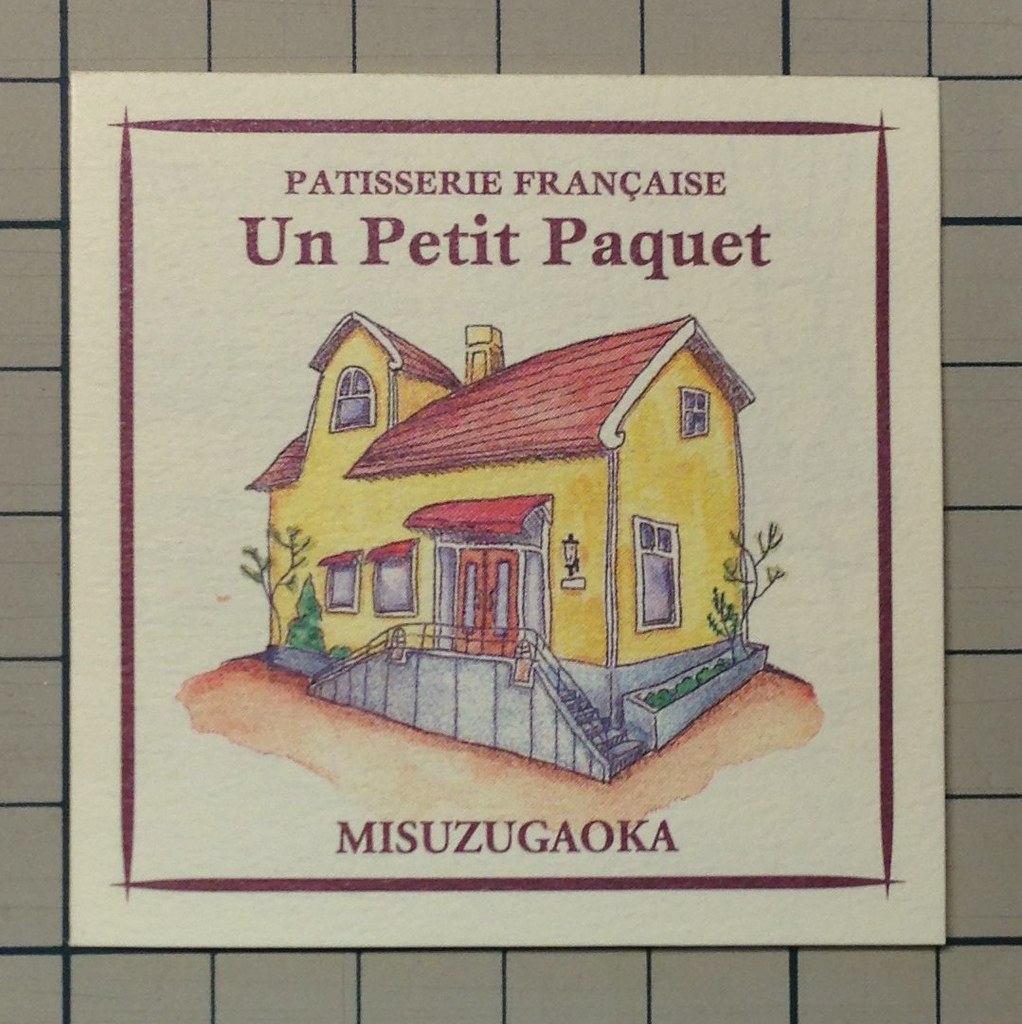 PATISSERIE FRANÇAISE
Un Petit Paquet
MISUZUGAOKA